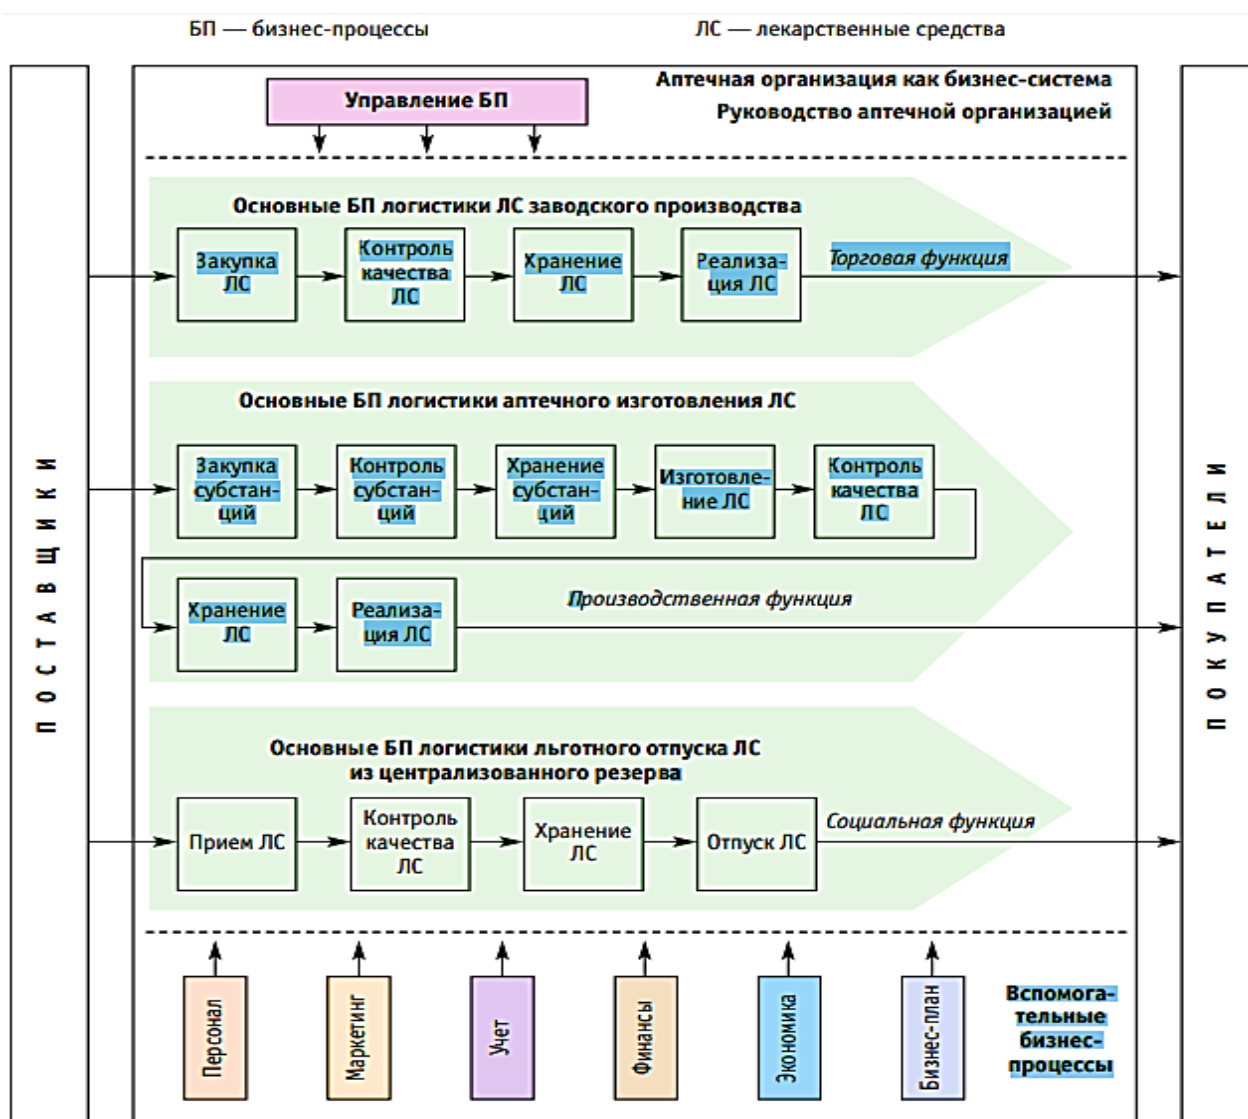 БП — бизнес-процессы
ЛС — лекарственные средства
Аптечная организация как бизнес-система
Руководство аптечной организацией
Управление БП
ПОСТАВЩИКИ
ПОКУПАТЕЛИ
Основные БП логистики ЛС заводского производства
Закупка
ЛС
Контроль
качества
ЛС
Хранение
ЛС
Реализа-
ция ЛС
Торговая функция
Основные БП логистики аптечного изготовления ЛС
Закупка
субстан-
ций
Контроль
субстан-
ций
Хранение
субстан-
ций
Изготовле-
ние ЛС
Контроль
качества
ЛС
Хранение
ЛС
Реализа-
ция ЛС
Производственная функция
Основные БП логистики льготного отпуска ЛС
из централизованного резерва
Прием ЛС
Контроль
качества
ЛС
Хранение
ЛС
Отпуск ЛС
Социальная функция
Персонал
Маркетинг
Учет
Финансы
Экономика
Бизнес-план
Вспомога-
тельные
бизнес-
процессы